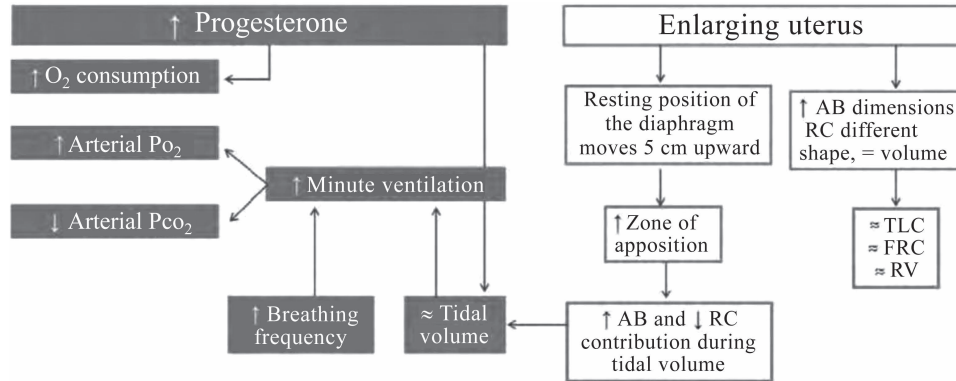 ↑ Progesterone
↑ O₂ consumption
↑ Arterial Po₂
↓ Arterial Pco₂
↑ Minute ventilation
↑ Breathing
frequency
≈ Tidal
volume
Enlarging uterus
Resting position of
the diaphragm
moves 5 cm upward
↑ Zone of
apposition
↑ AB and ↓ RC
contribution during
tidal volume
↑ AB dimensions
RC different
shape, = volume
≈ TLC
≈ FRC
≈ RV